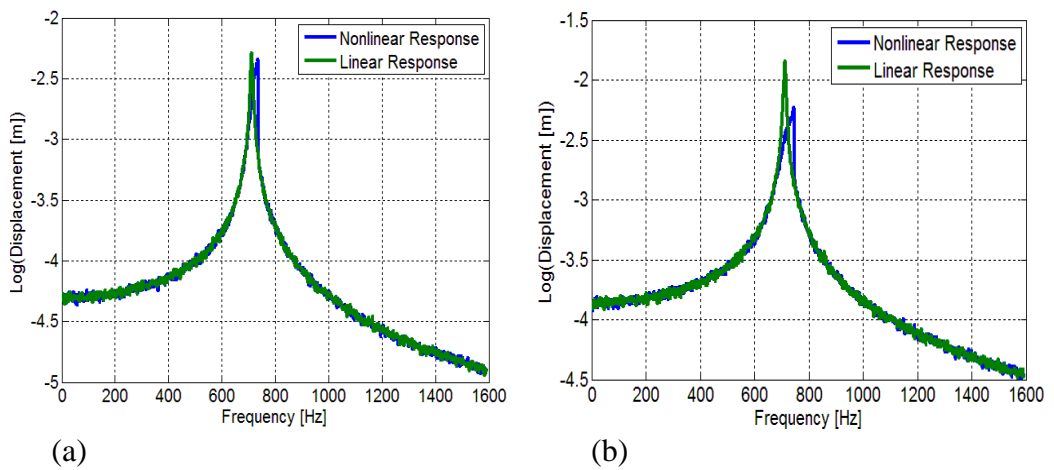 -2
-2.5
-3
-3.5
-4
-4.5
-5
Log(Displacement [m])
Nonlinear Response
Linear Response
0 200 400 600 800 1000 1200 1400 1600
Frequency [Hz]
(a)
-1.5
-2
-2.5
-3
-3.5
-4
-4.5
Log(Displacement [m])
Nonlinear Response
Linear Response
0 200 400 600 800 1000 1200 1400 1600
Frequency [Hz]
(b)